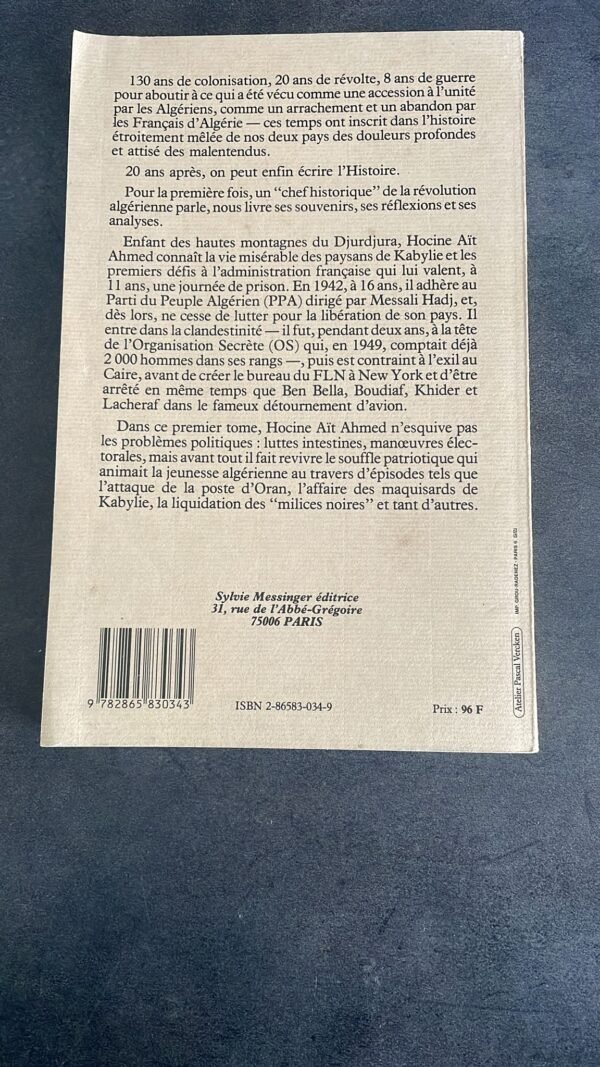 130 ans de colonisation, 20 ans de révolte, 8 ans de guerre
pour aboutir à ce qui a été vécu comme une accession à l'unité
par les Algériens, comme un arrachement et un abandon par
les Français d'Algérie — ces temps ont inscrit dans l'histoire
étroitement mêlée de nos deux pays des douleurs profondes
et attisé des malentendus.
20 ans après, on peut enfin écrire l'Histoire.
Pour la première fois, un “chef historique” de la révolution
algérienne parle, nous livre ses souvenirs, ses réflexions et ses
analyses.
Enfant des hautes montagnes du Djurdjura, Hocine Aït
Ahmed connaît la vie misérable des paysans de Kabylie et les
premiers défis à l'administration française qui lui valent, à
11 ans, une journée de prison. En 1942, à 16 ans, il adhère au
Parti du Peuple Algérien (PPA) dirigé par Messali Hadj, et,
dès lors, ne cesse de lutter pour la libération de son pays. Il
entre dans la clandestinité — il fut, pendant deux ans, à la tête
de l'Organisation Secrète (OS) qui, en 1949, comptait déjà
2 000 hommes dans ses rangs —, puis est contraint à l'exil au
Caire, avant de créer le bureau du FLN à New York et d'être
arrêté en même temps que Ben Bella, Boudiaf, Khider et
Lacheraf dans le fameux détournement d'avion.
Dans ce premier tome, Hocine Aït Ahmed n'esquive pas
les problèmes politiques : luttes intestines, manœuvres élec-
torales, mais avant tout il fait revivre le souffle patriotique qui
animait la jeunesse algérienne au travers d'épisodes tels que
l'attaque de la poste d'Oran, l'affaire des maquisards de
Kabylie, la liquidation des “milices noires” et tant d'autres.
Sylvie Messinger éditrice
31, rue de l'Abbé-Grégoire
75006 PARIS
9 782865 830343
ISBN 2-86583-034-9
Prix : 96 F
Atelier Pascal Vercken
IMP. GROU-RADENEZ - PARIS 6